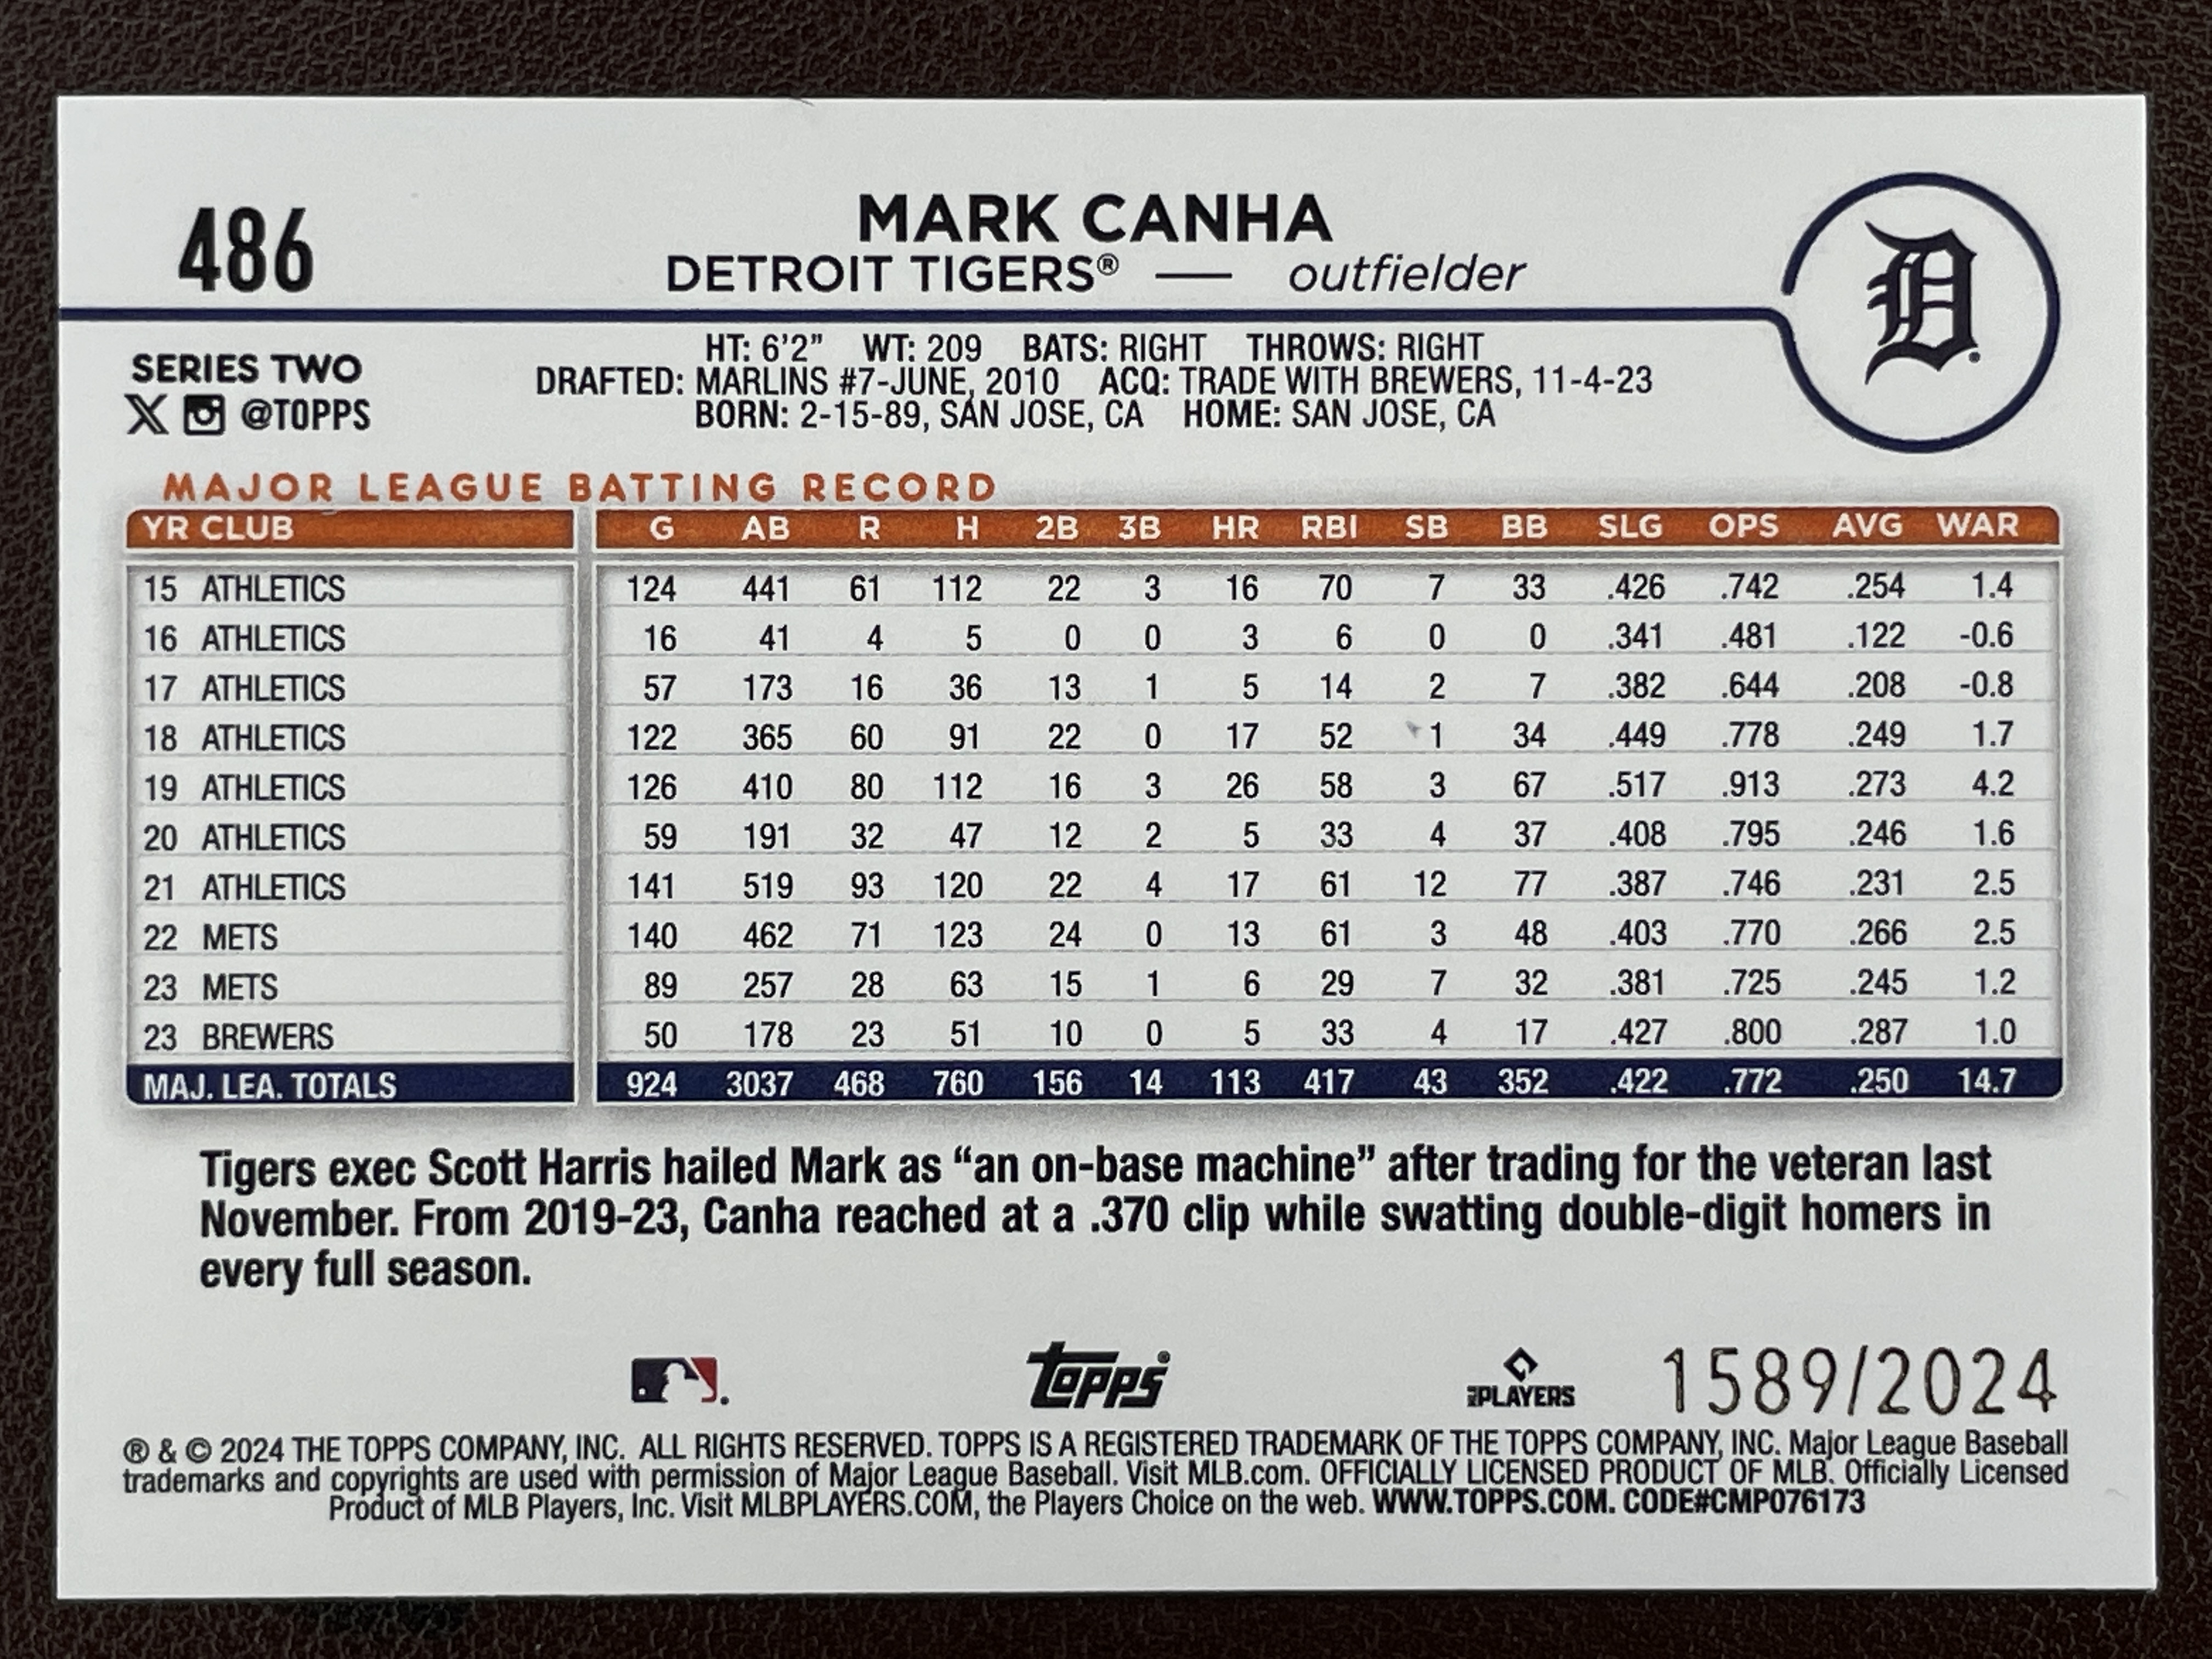 486
MARK CANHA
DETROIT TIGERS® — outfielder
D
SERIES TWO
X @TOPPS
HT: 6'2" WT: 209 BATS: RIGHT THROWS: RIGHT
DRAFTED: MARLINS #7-JUNE, 2010 ACQ: TRADE WITH BREWERS, 11-4-23
BORN: 2-15-89, SAN JOSE, CA HOME: SAN JOSE, CA
MAJOR LEAGUE BATTING RECORD
YR CLUB G AB R H 2B 3B HR RBI SB BB SLG OPS AVG WAR
15 ATHLETICS 124 441 61 112 22 3 16 70 7 33 .426 .742 .254 1.4
16 ATHLETICS 16 41 4 5 0 0 3 6 0 0 .341 .481 .122 -0.6
17 ATHLETICS 57 173 16 36 13 1 5 14 2 7 .382 .644 .208 -0.8
18 ATHLETICS 122 365 60 91 22 0 17 52 1 34 .449 .778 .249 1.7
19 ATHLETICS 126 410 80 112 16 3 26 58 3 67 .517 .913 .273 4.2
20 ATHLETICS 59 191 32 47 12 2 5 33 4 37 .408 .795 .246 1.6
21 ATHLETICS 141 519 93 120 22 4 17 61 12 77 .387 .746 .231 2.5
22 METS 140 462 71 123 24 0 13 61 3 48 .403 .770 .266 2.5
23 METS 89 257 28 63 15 1 6 29 7 32 .381 .725 .245 1.2
23 BREWERS 50 178 23 51 10 0 5 33 4 17 .427 .800 .287 1.0
MAJ. LEA. TOTALS 924 3037 468 760 156 14 113 417 43 352 .422 .772 .250 14.7
Tigers exec Scott Harris hailed Mark as “an on-base machine” after trading for the veteran last
November. From 2019-23, Canha reached at a .370 clip while swatting double-digit homers in
every full season.
topps® MLB PLAYERS 1589/2024
® & © 2024 THE TOPPS COMPANY, INC. ALL RIGHTS RESERVED. TOPPS IS A REGISTERED TRADEMARK OF THE TOPPS COMPANY, INC. Major League Baseball
trademarks and copyrights are used with permission of Major League Baseball. Visit MLB.com. OFFICIALLY LICENSED PRODUCT OF MLB. Officially Licensed
Product of MLB Players, Inc. Visit MLBPLAYERS.COM, the Players Choice on the web. WWW.TOPPS.COM. CODE#CMP076173